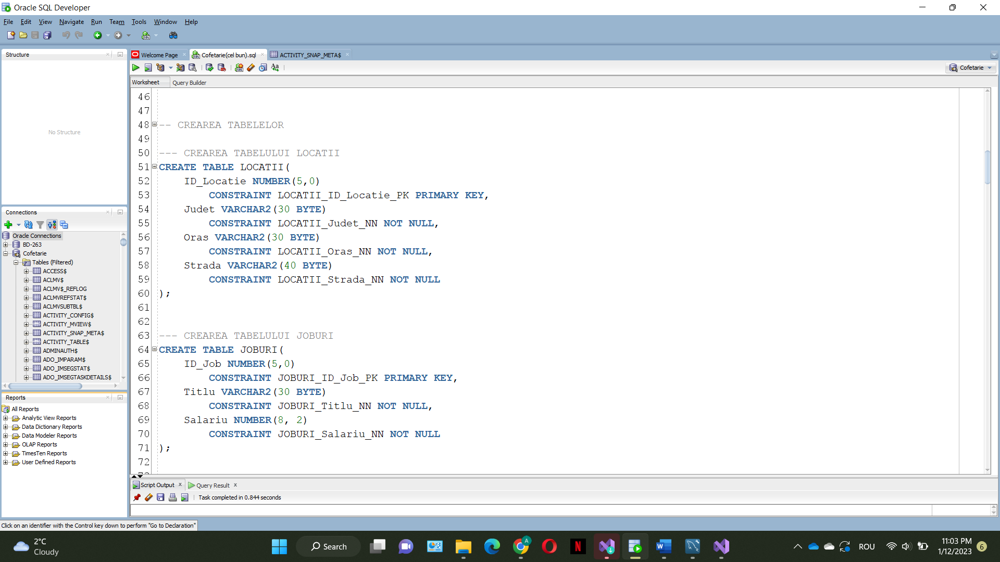 Oracle SQL Developer
File Edit View Navigate Run Team Tools Window Help
Structure
No Structure
Connections
Oracle Connections
BD-263
Cofetarie
Tables (Filtered)
ACCESS$
ACLMV$
ACLMV$_REFLOG
ACLMVREFSTAT$
ACLMVSUBTBL$
ACTIVITY_CONFIG$
ACTIVITY_MVIEW$
ACTIVITY_SNAP_META$
ACTIVITY_TABLE$
ADMINAUTH$
ADO_IMPARAM$
ADO_IMSEGSTAT$
ADO_IMSEGTASKDETAILS$
Reports
All Reports
Analytic View Reports
Data Dictionary Reports
Data Modeler Reports
OLAP Reports
TimesTen Reports
User Defined Reports
Welcome Page Cofetarie(cel bun).sql ACTIVITY_SNAP_META$
Cofetarie
Worksheet Query Builder
46
47
48 -- CREAREA TABELELOR
49
50 --- CREAREA TABELULUI LOCATII
51 CREATE TABLE LOCATII(
52 ID_Locatie NUMBER(5,0)
53 CONSTRAINT LOCATII_ID_Locatie_PK PRIMARY KEY,
54 Judet VARCHAR2(30 BYTE)
55 CONSTRAINT LOCATII_Judet_NN NOT NULL,
56 Oras VARCHAR2(30 BYTE)
57 CONSTRAINT LOCATII_Oras_NN NOT NULL,
58 Strada VARCHAR2(40 BYTE)
59 CONSTRAINT LOCATII_Strada_NN NOT NULL
60 );
61
62
63 --- CREAREA TABELULUI JOBURI
64 CREATE TABLE JOBURI(
65 ID_Job NUMBER(5,0)
66 CONSTRAINT JOBURI_ID_Job_PK PRIMARY KEY,
67 Titlu VARCHAR2(30 BYTE)
68 CONSTRAINT JOBURI_Titlu_NN NOT NULL,
69 Salariu NUMBER(8, 2)
70 CONSTRAINT JOBURI_Salariu_NN NOT NULL
71 );
72
Script Output x Query Result x
Task completed in 0.844 seconds
Click on an identifier with the Control key down to perform "Go to Declaration"
2°C
Cloudy
Search
ROU
11:03 PM
1/12/2023
6